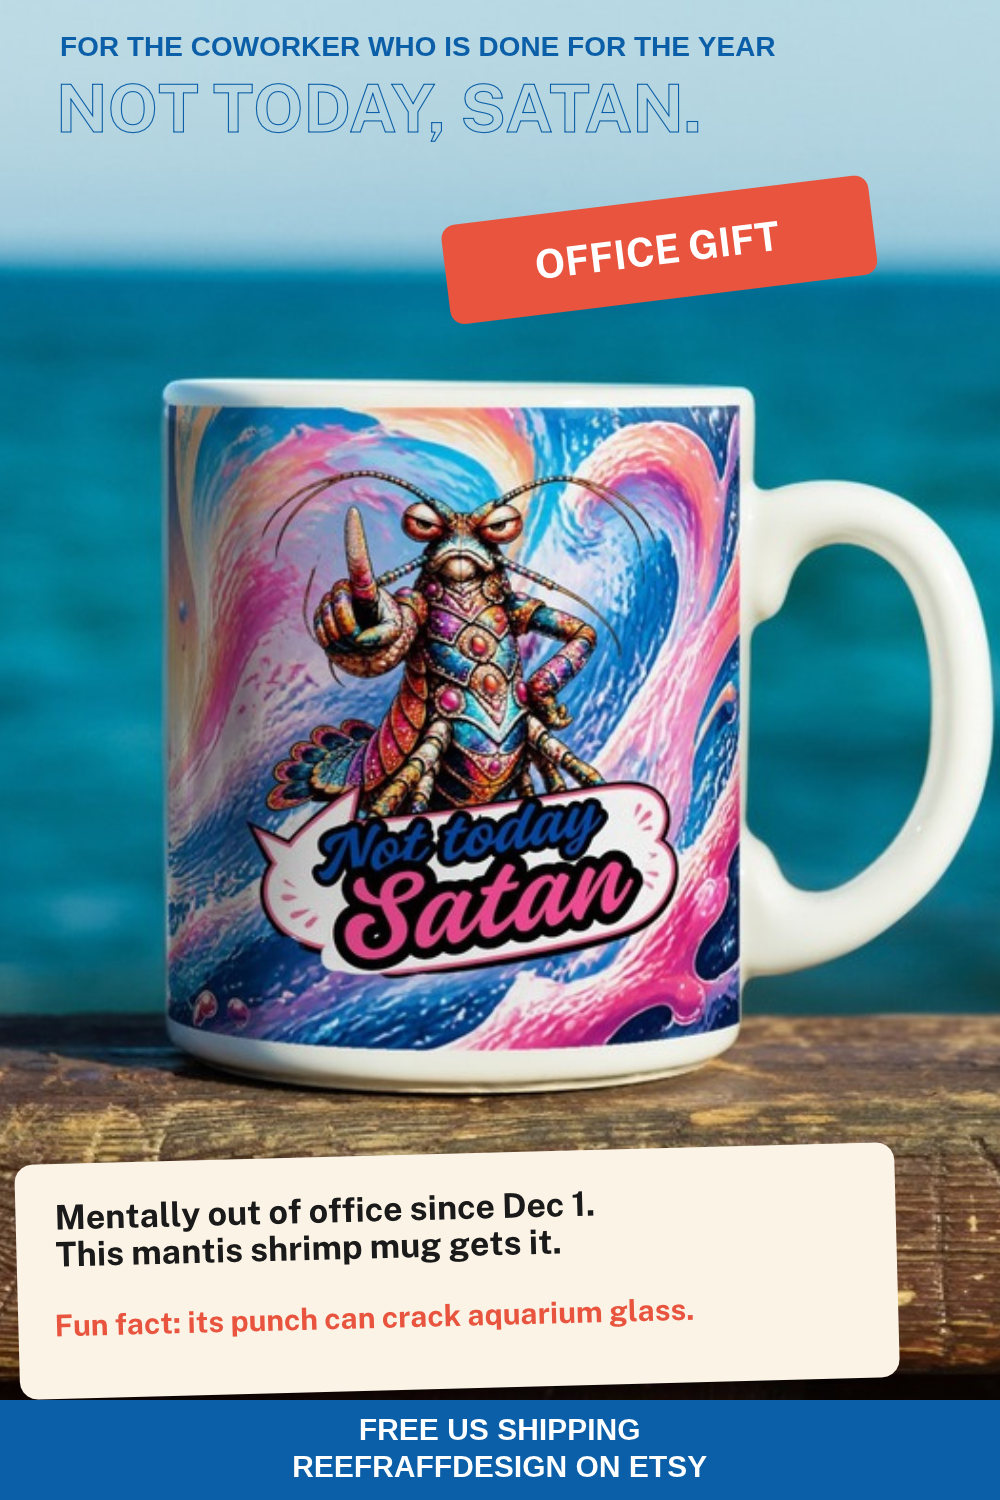 FOR THE COWORKER WHO IS DONE FOR THE YEAR
NOT TODAY, SATAN.
OFFICE GIFT
Not today
Satan
Mentally out of office since Dec 1.
This mantis shrimp mug gets it.
Fun fact: its punch can crack aquarium glass.
FREE US SHIPPING
REEFRAFFDESIGN ON ETSY